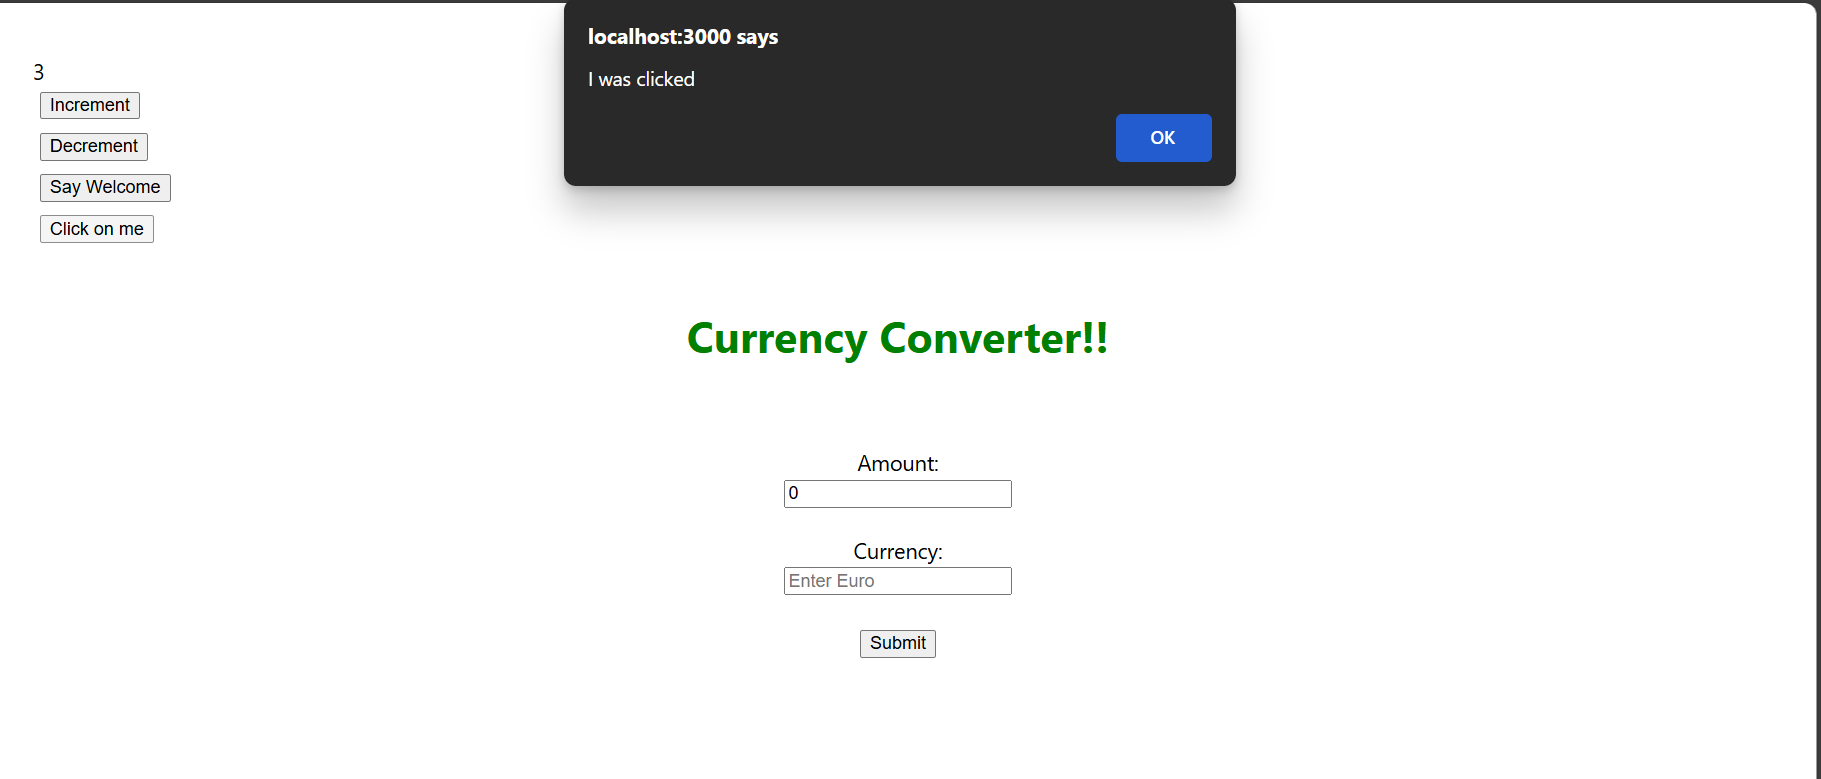 localhost:3000 says
I was clicked
OK
3
Increment
Decrement
Say Welcome
Click on me
Currency Converter!!
Amount:
0
Currency:
Enter Euro
Submit